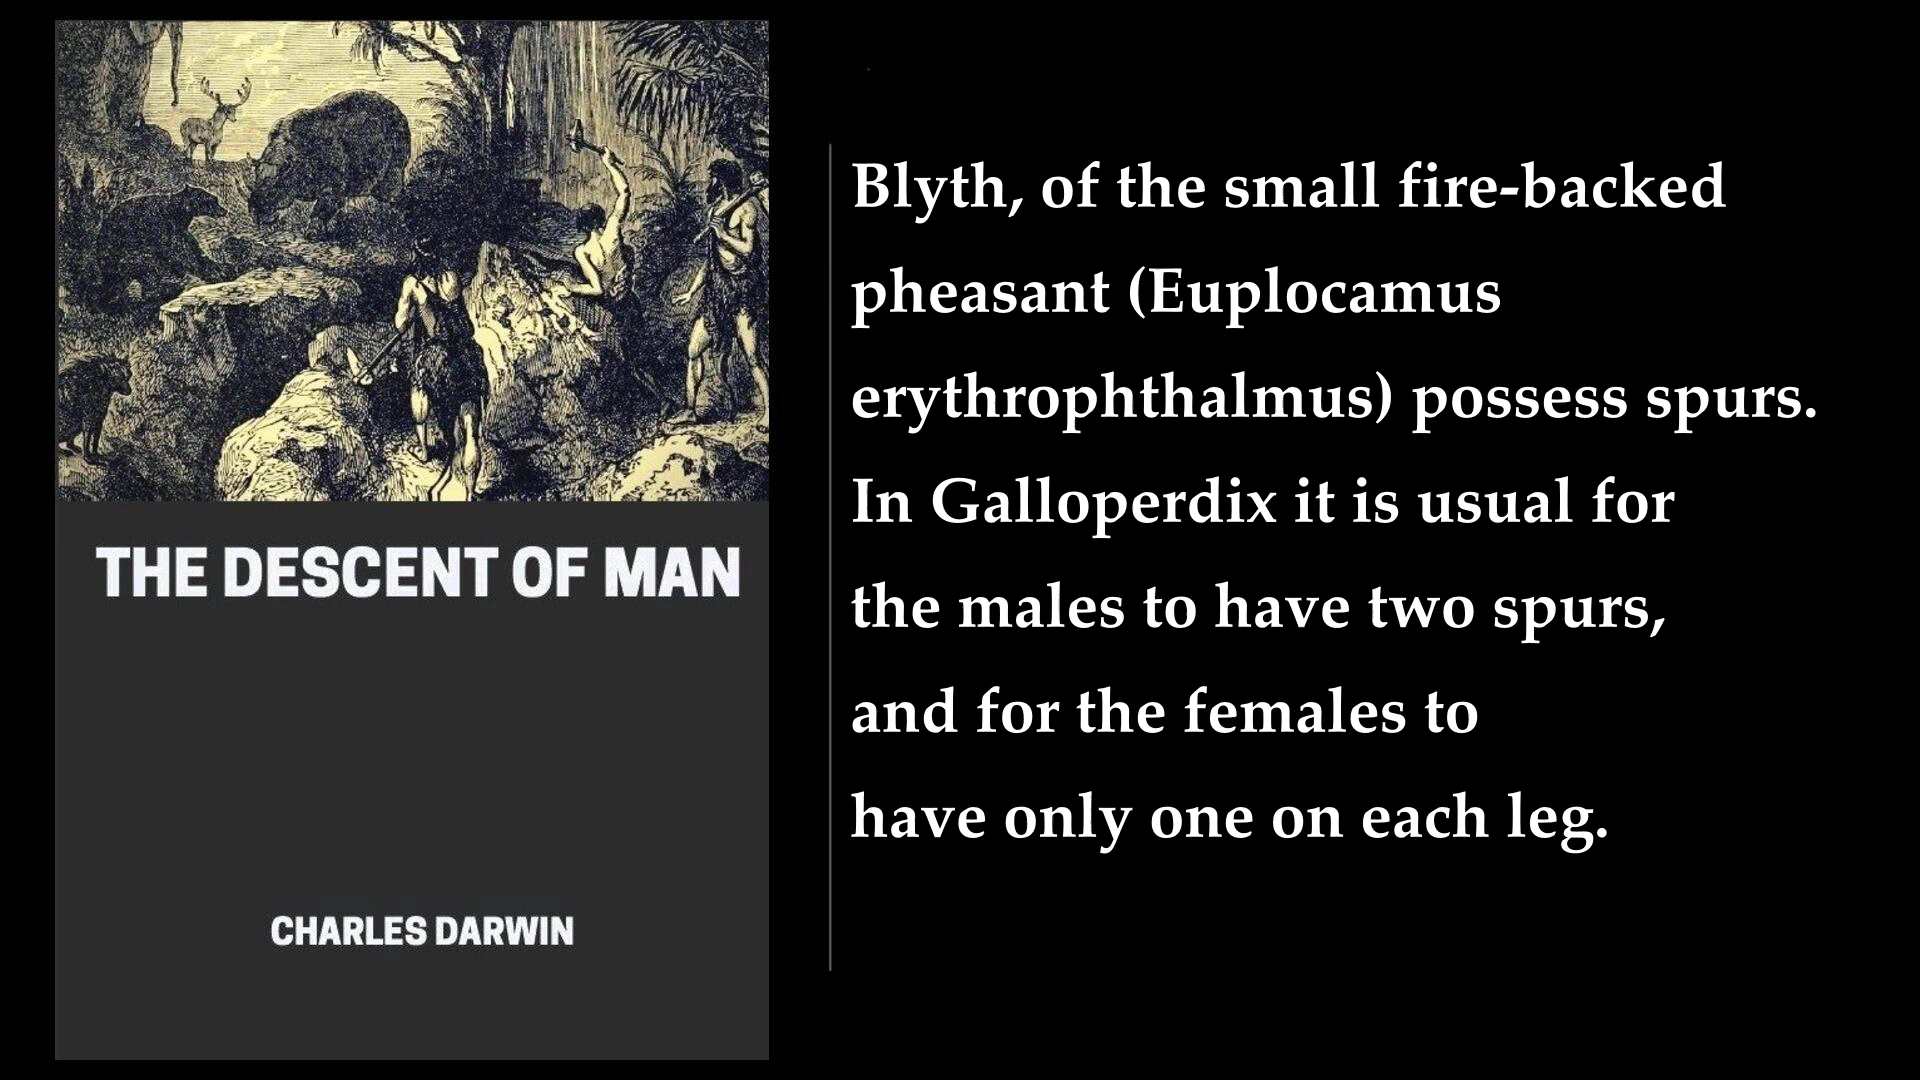 THE DESCENT OF MAN
CHARLES DARWIN
Blyth, of the small fire-backed
pheasant (Euplocamus
erythrophthalmus) possess spurs.
In Galloperdix it is usual for
the males to have two spurs,
and for the females to
have only one on each leg.